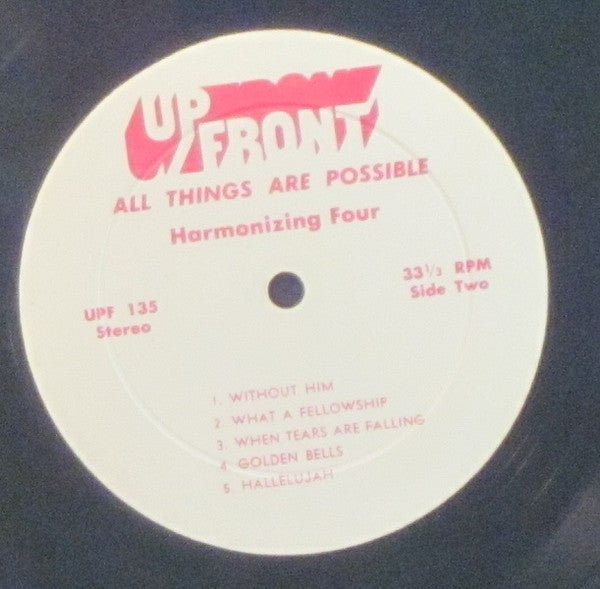 UP
FRONT
ALL THINGS ARE POSSIBLE
Harmonizing Four
UPF 135
Stereo
33⅓ RPM
Side Two
1. WITHOUT HIM
2. WHAT A FELLOWSHIP
3. WHEN TEARS ARE FALLING
4. GOLDEN BELLS
5. HALLELUJAH